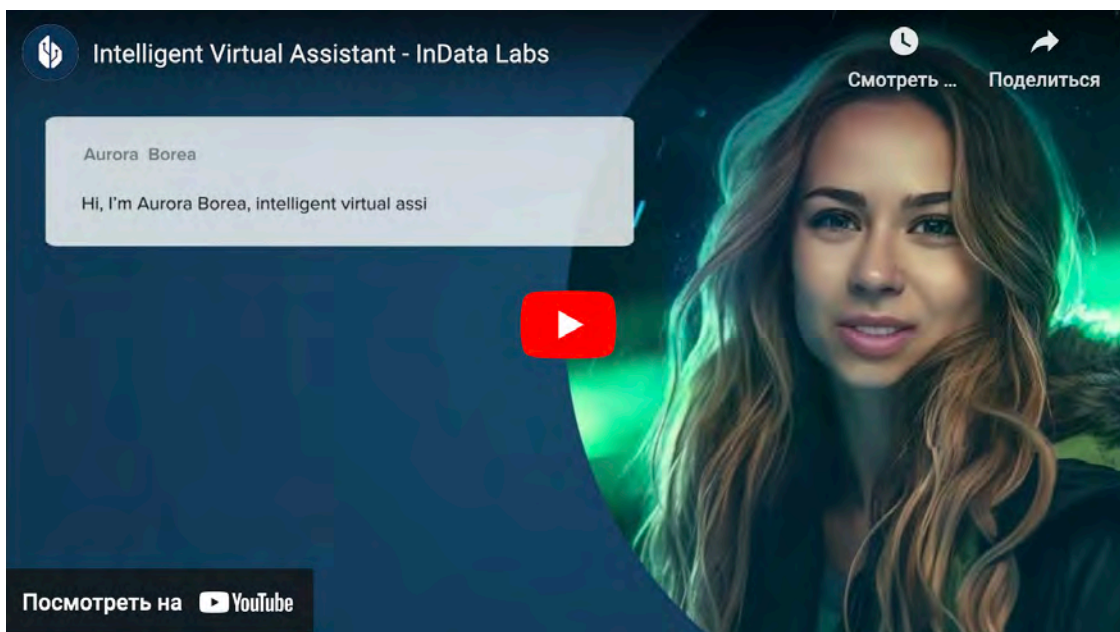 Intelligent Virtual Assistant - InData Labs
Смотреть ...
Поделиться
Aurora Borea
Hi, I'm Aurora Borea, intelligent virtual assi
Посмотреть на YouTube